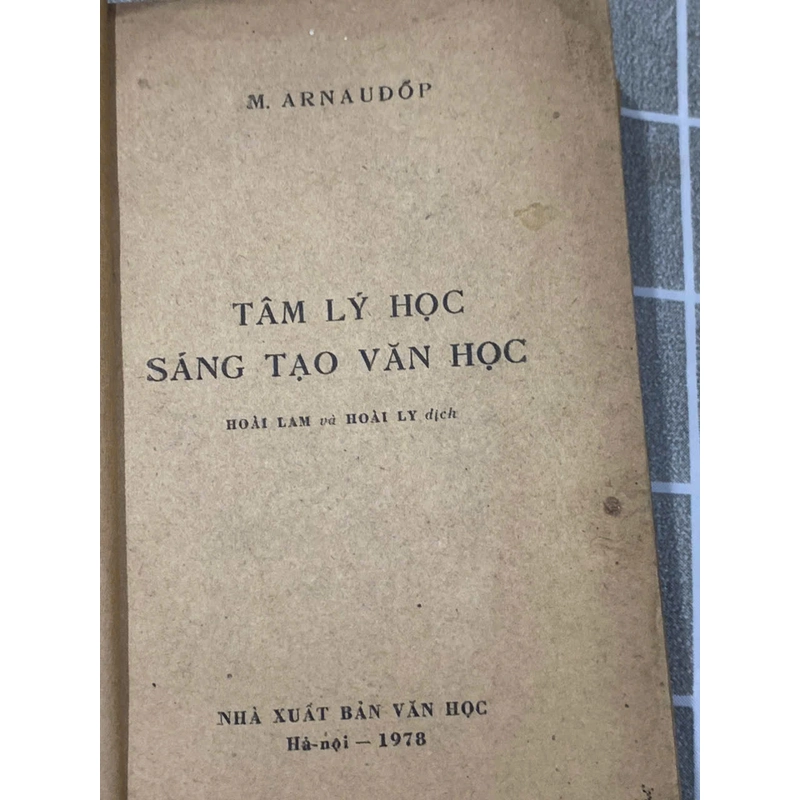 M. ARNAUĐỐP
TÂM LÝ HỌC
SÁNG TẠO VĂN HỌC
HOÀI LAM và HOÀI LY dịch
NHÀ XUẤT BẢN VĂN HỌC
Hà-nội — 1978